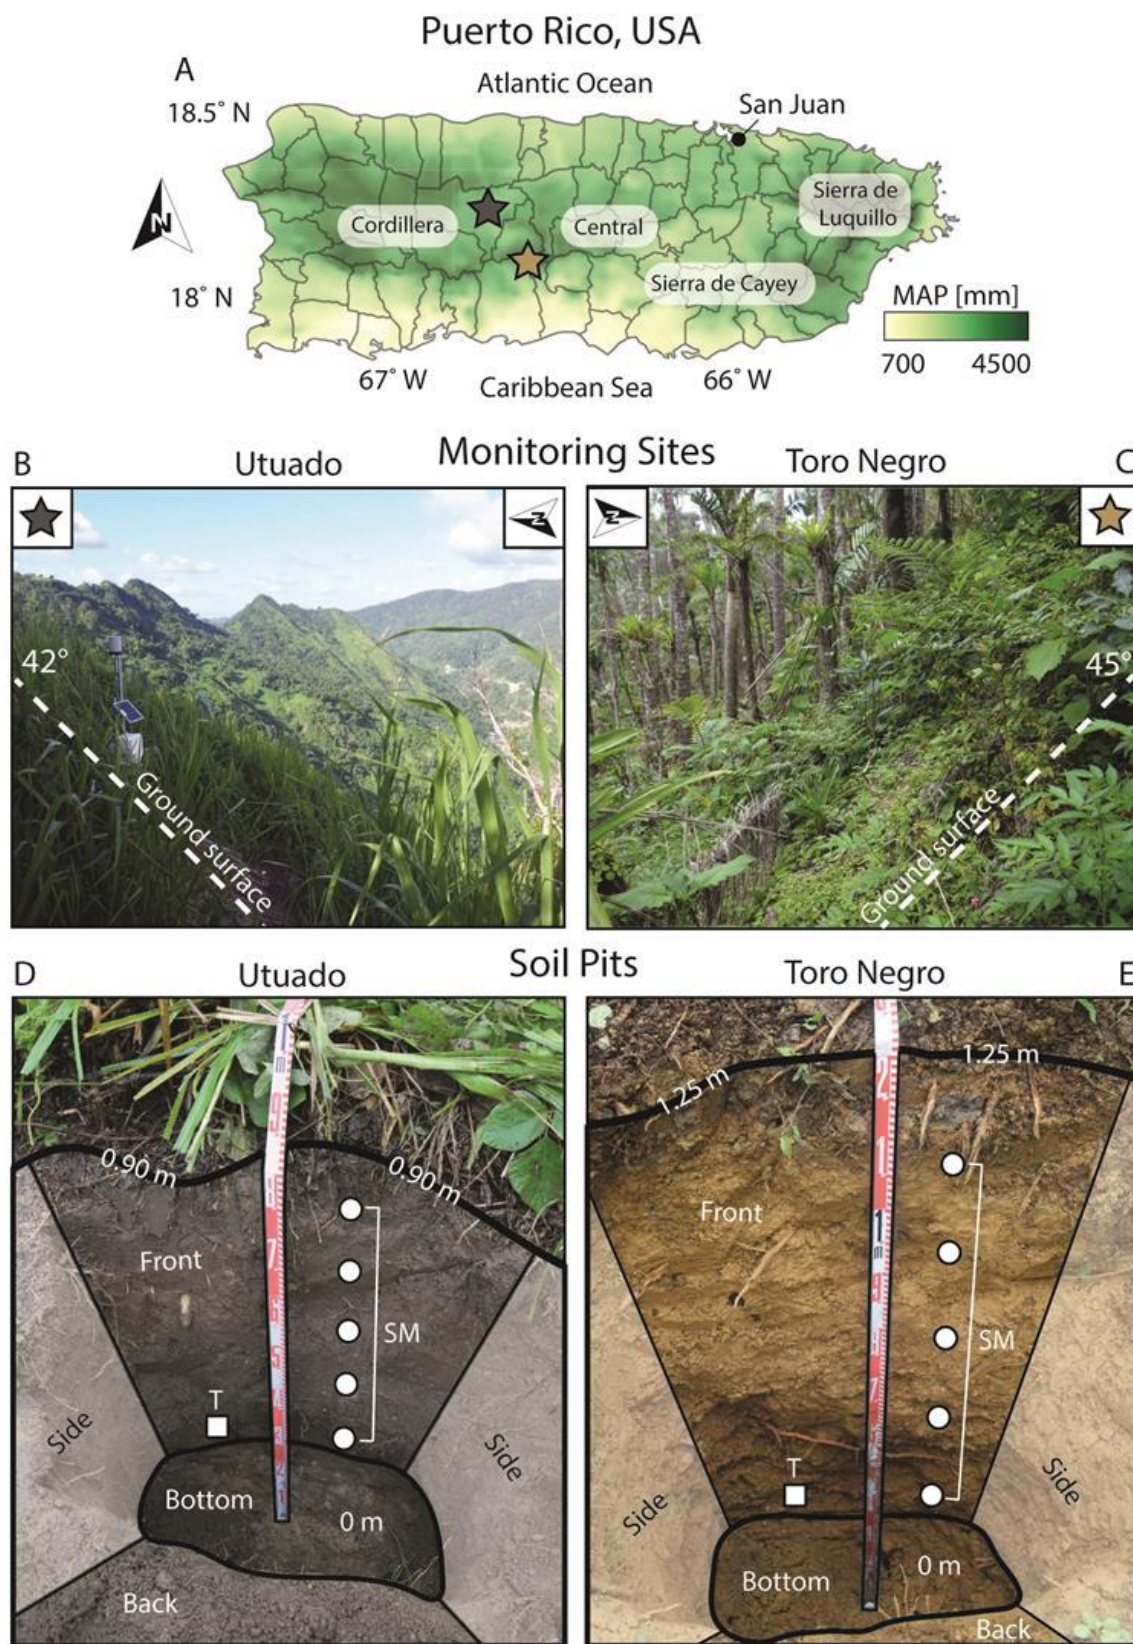 Puerto Rico, USA
A
Atlantic Ocean
18.5° N
San Juan
N
Cordillera
Central
Sierra de
Luquillo
18° N
Sierra de Cayey
MAP [mm]
700 4500
67° W
66° W
Caribbean Sea
Monitoring Sites
B
Utuado
Toro Negro
C
N
N
42°
Ground surface
45°
Ground surface
Soil Pits
D
Utuado
Toro Negro
E
0.90 m
0.90 m
Front
SM
T
Side
Side
Bottom
0 m
Back
1.25 m
1.25 m
Front
SM
T
Side
Side
Bottom
0 m
Back